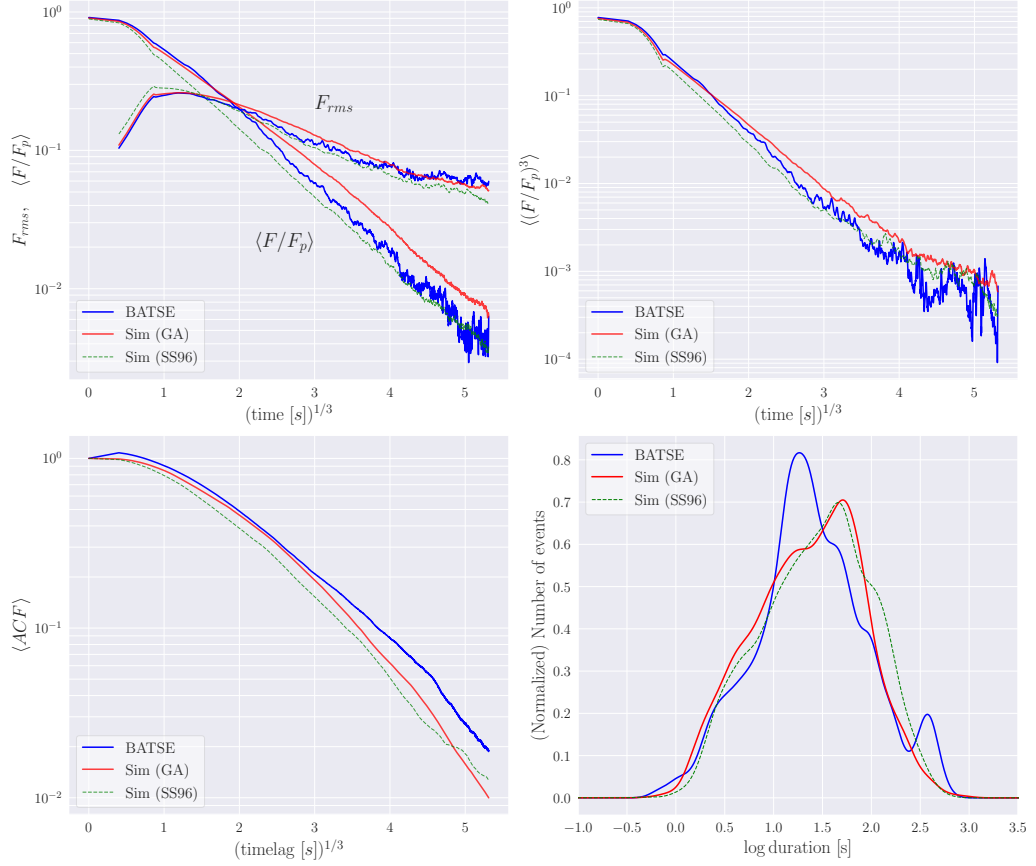 10^0
10^{-1}
10^{-2}
F_{rms},   ⟨F/F_p⟩
F_{rms}
⟨F/F_p⟩
BATSE
Sim (GA)
Sim (SS96)
0 1 2 3 4 5
(time [s])^{1/3}
10^0
10^{-1}
10^{-2}
10^{-3}
10^{-4}
⟨(F/F_p)^3⟩
BATSE
Sim (GA)
Sim (SS96)
0 1 2 3 4 5
(time [s])^{1/3}
10^0
10^{-1}
10^{-2}
⟨ACF⟩
BATSE
Sim (GA)
Sim (SS96)
0 1 2 3 4 5
(timelag [s])^{1/3}
BATSE
Sim (GA)
Sim (SS96)
0.8
0.7
0.6
0.5
0.4
0.3
0.2
0.1
0.0
(Normalized) Number of events
−1.0 −0.5 0.0 0.5 1.0 1.5 2.0 2.5 3.0 3.5
log duration [s]